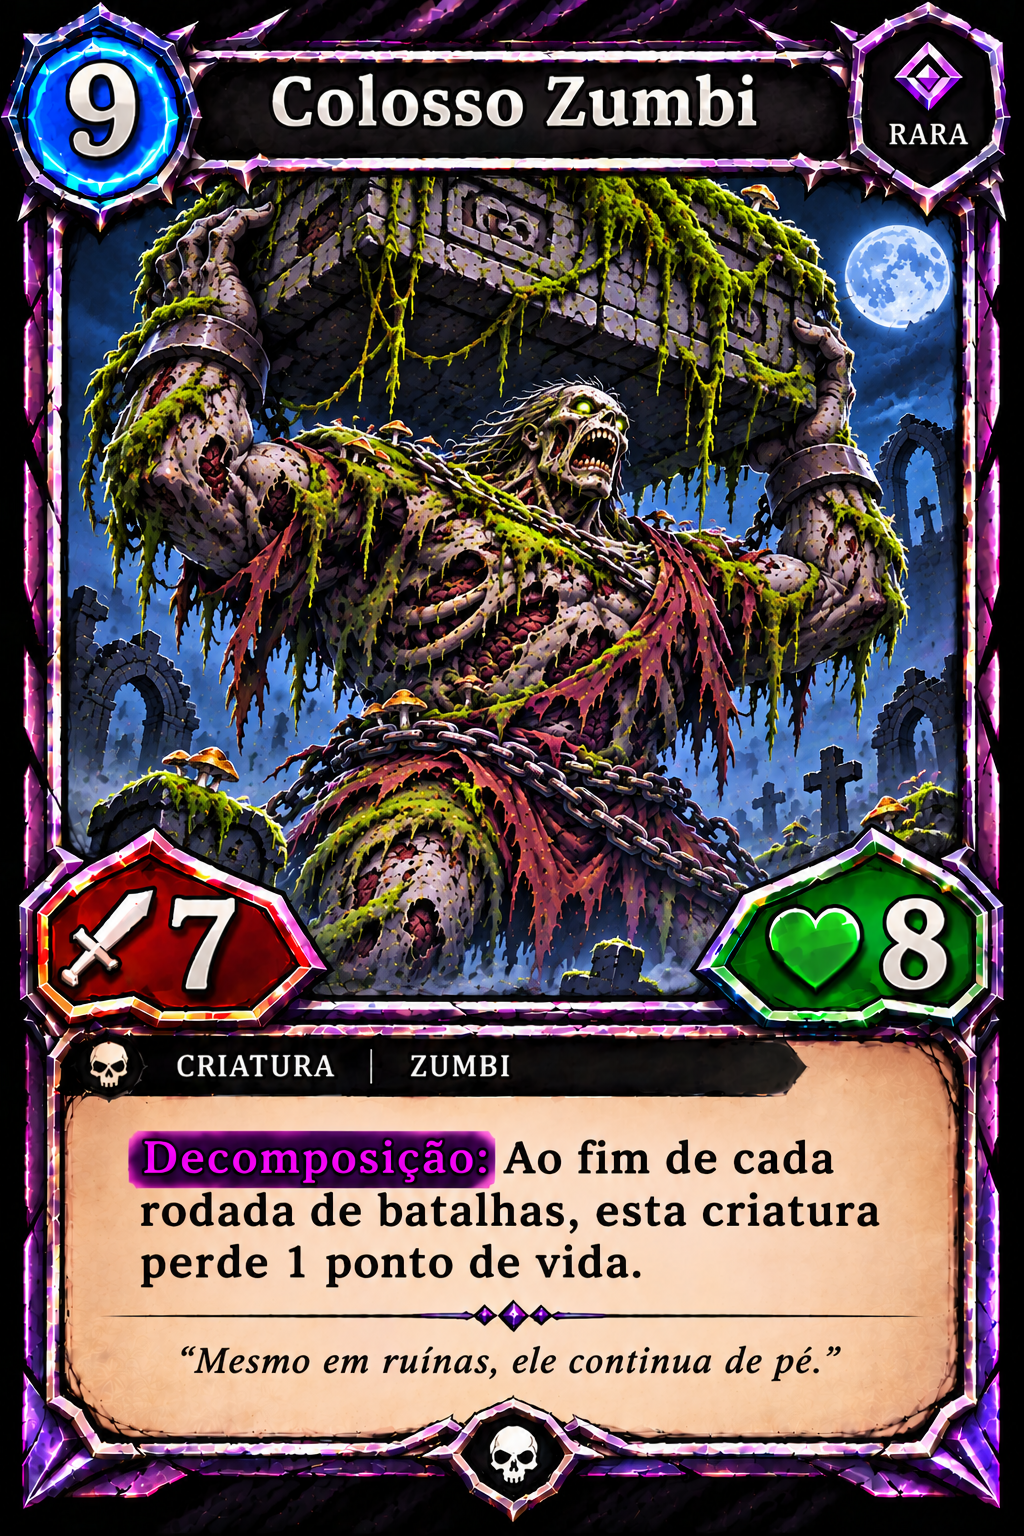 9
Colosso Zumbi
RARA
7
8
CRIATURA | ZUMBI
Decomposição: Ao fim de cada
rodada de batalhas, esta criatura
perde 1 ponto de vida.
“Mesmo em ruínas, ele continua de pé.”